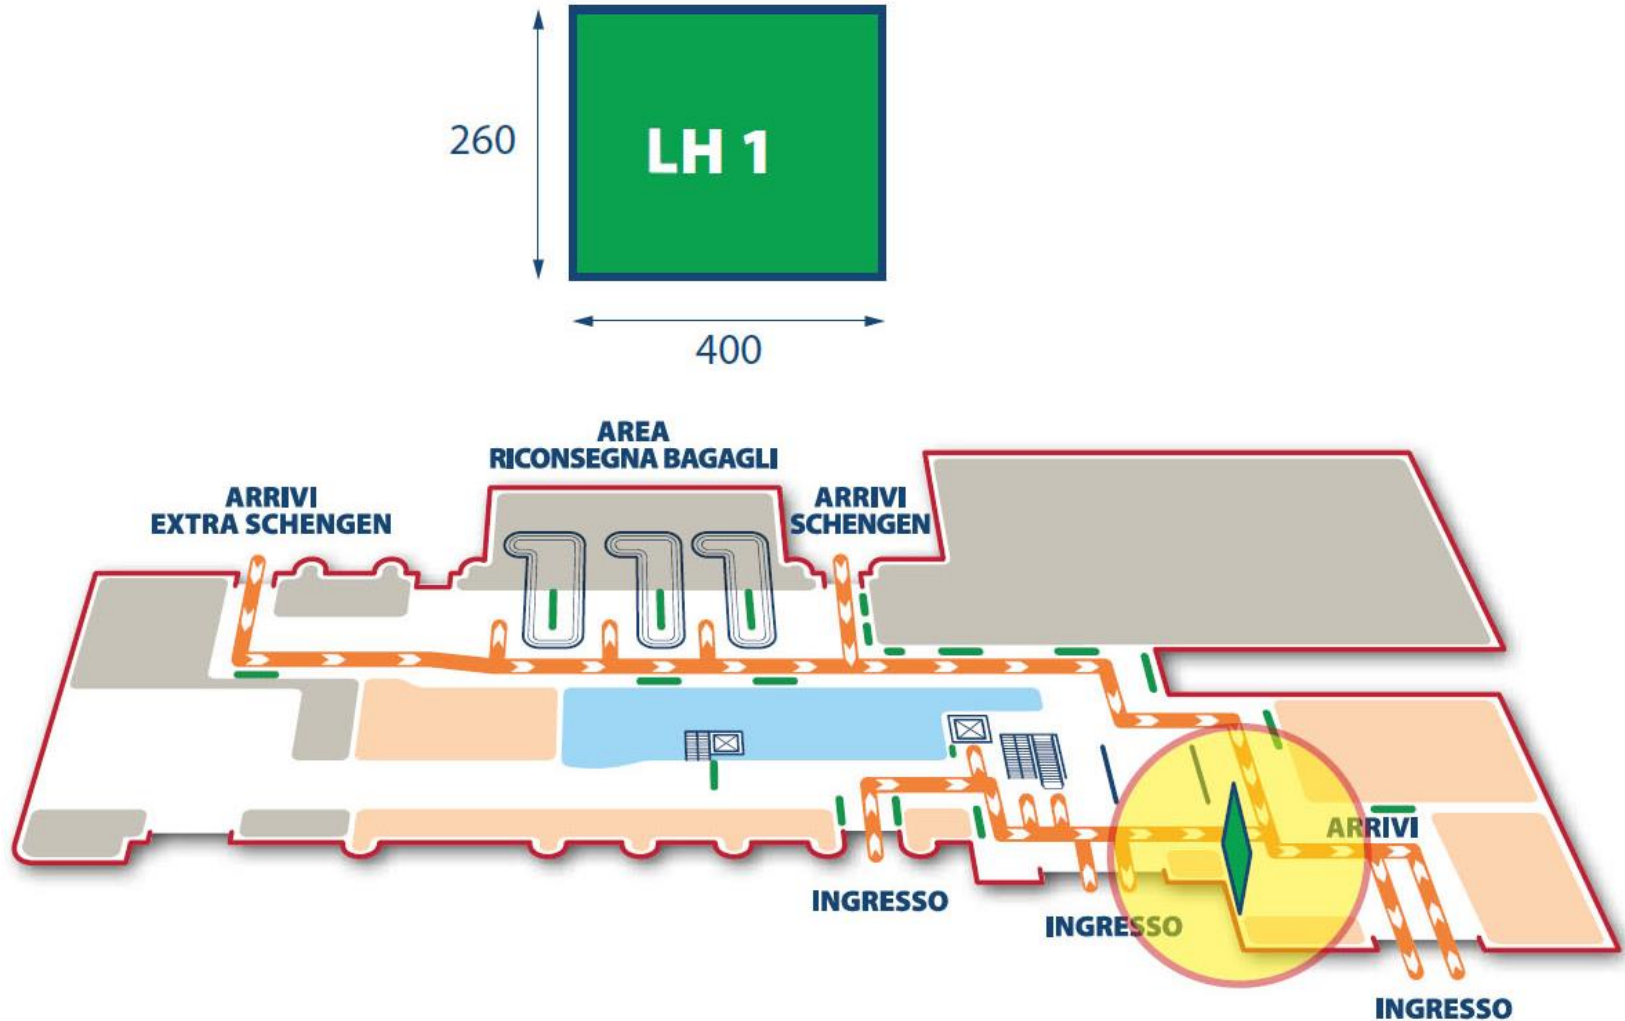 260
LH 1
400
AREA
RICONSEGNA BAGAGLI
ARRIVI
EXTRA SCHENGEN
ARRIVI
SCHENGEN
ARRIVI
INGRESSO
INGRESSO
INGRESSO